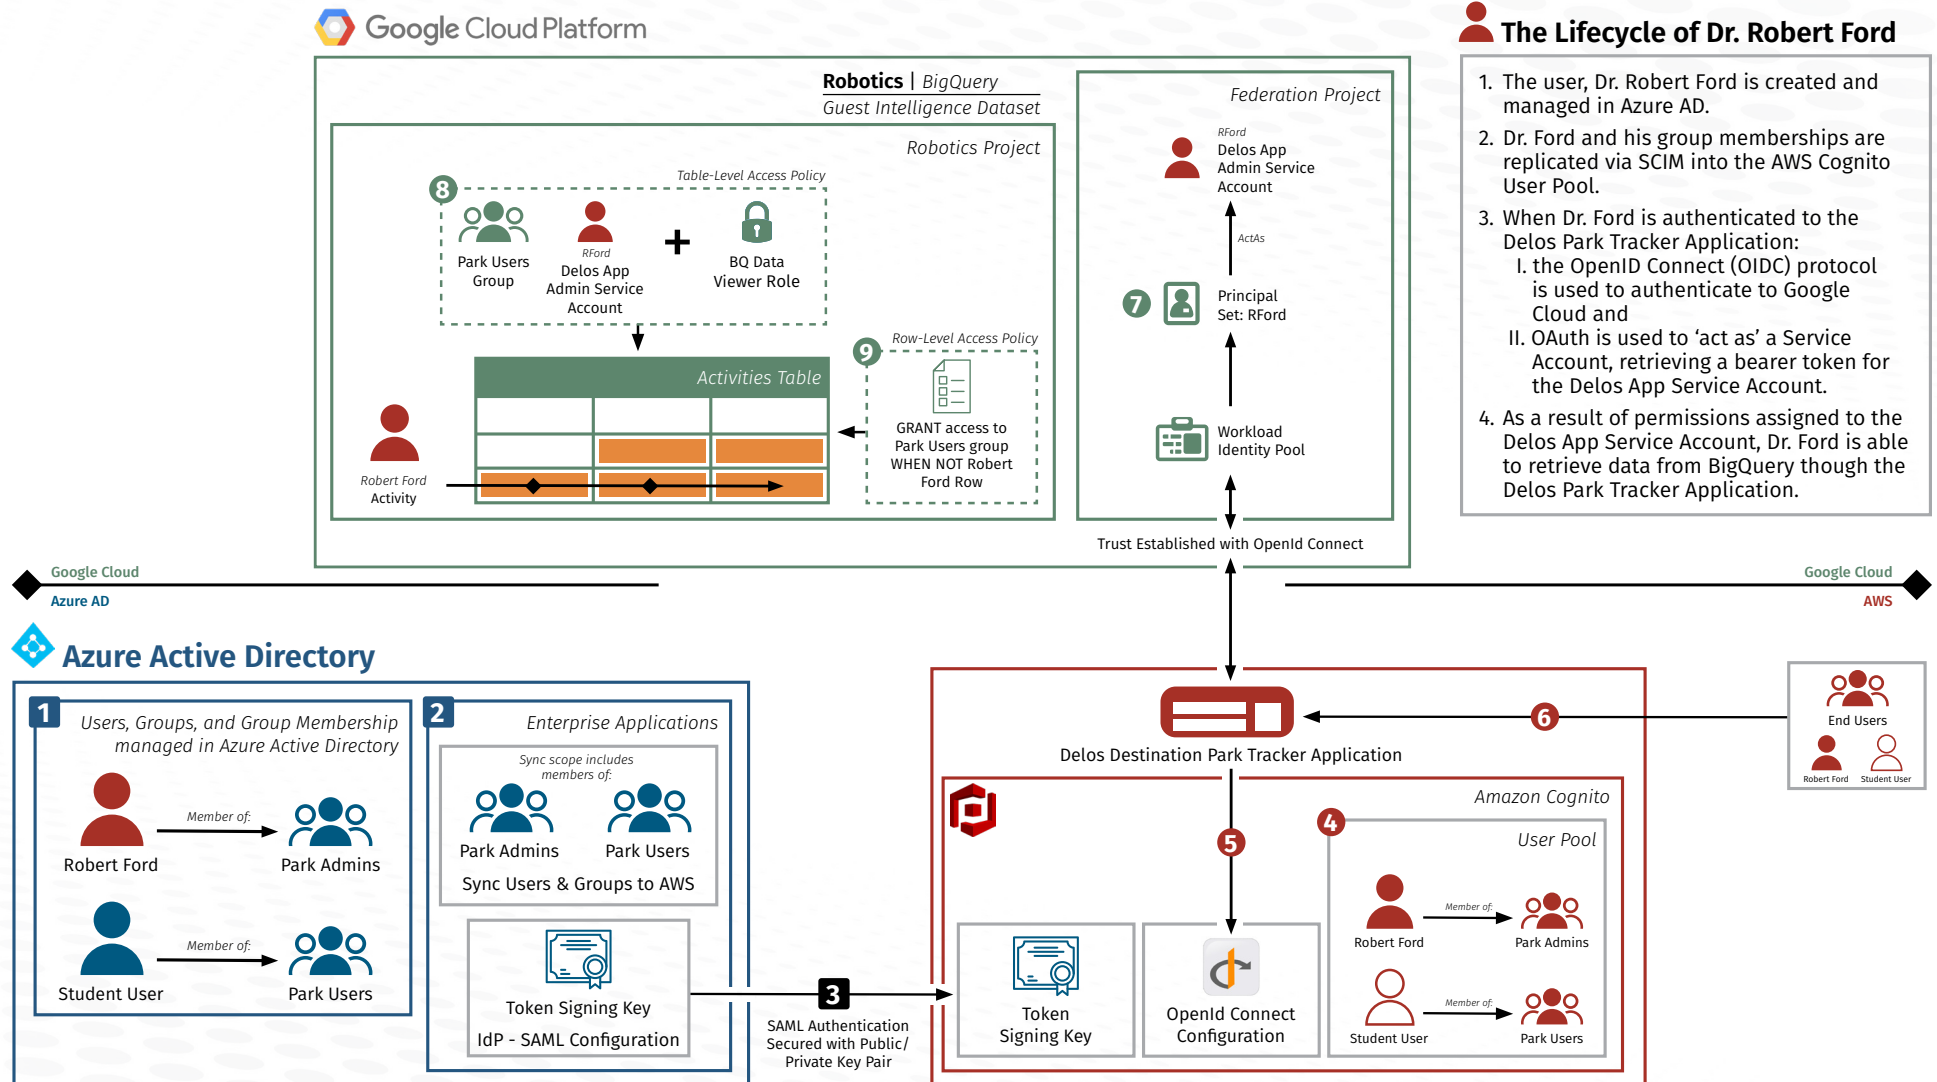 Google Cloud Platform
Robotics | BigQuery
Guest Intelligence Dataset
Robotics Project
Table-Level Access Policy
8
Park Users
Group
RFord
Delos App
Admin Service
Account
+
BQ Data
Viewer Role
Activities Table
Robert Ford
Activity
9
Row-Level Access Policy
GRANT access to
Park Users group
WHEN NOT Robert
Ford Row
Federation Project
RFord
Delos App
Admin Service
Account
ActAs
7
Principal
Set: RFord
Workload
Identity Pool
Trust Established with OpenId Connect
The Lifecycle of Dr. Robert Ford
1. The user, Dr. Robert Ford is created and
managed in Azure AD.
2. Dr. Ford and his group memberships are
replicated via SCIM into the AWS Cognito
User Pool.
3. When Dr. Ford is authenticated to the
Delos Park Tracker Application:
I. the OpenID Connect (OIDC) protocol
is used to authenticate to Google
Cloud and
II. OAuth is used to ‘act as’ a Service
Account, retrieving a bearer token for
the Delos App Service Account.
4. As a result of permissions assigned to the
Delos App Service Account, Dr. Ford is able
to retrieve data from BigQuery though the
Delos Park Tracker Application.
Google Cloud
Azure AD
Google Cloud
AWS
Azure Active Directory
1
Users, Groups, and Group Membership
managed in Azure Active Directory
Robert Ford
Member of:
Park Admins
Student User
Member of:
Park Users
2
Enterprise Applications
Sync scope includes
members of:
Park Admins
Park Users
Sync Users & Groups to AWS
Token Signing Key
IdP - SAML Configuration
3
SAML Authentication
Secured with Public/
Private Key Pair
Delos Destination Park Tracker Application
6
End Users
Robert Ford
Student User
Amazon Cognito
5
4
User Pool
Robert Ford
Member of:
Park Admins
Student User
Member of:
Park Users
Token
Signing Key
OpenId Connect
Configuration